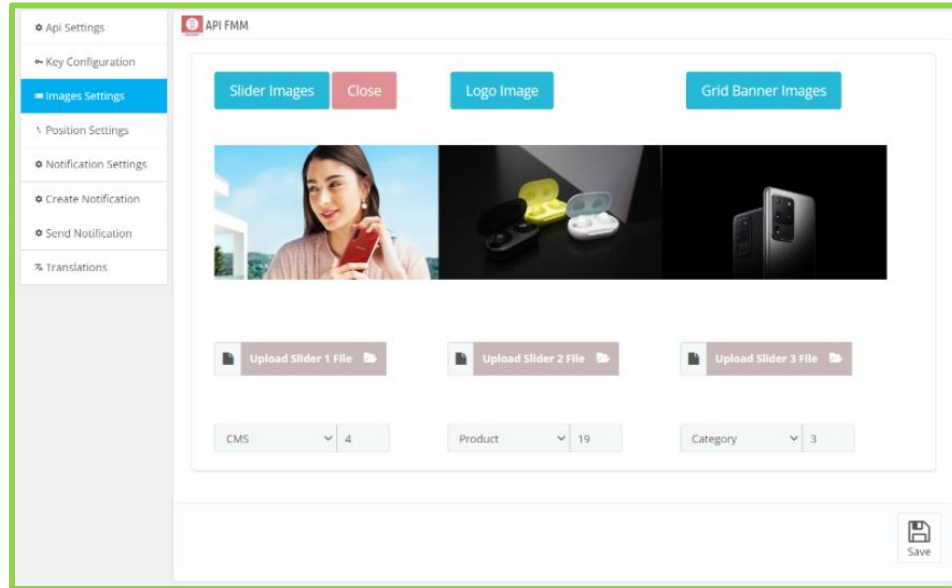 Api Settings
Key Configuration
Images Settings
Position Settings
Notification Settings
Create Notification
Send Notification
Translations
API FMM
Slider Images Close Logo Image Grid Banner Images
Upload Slider 1 File Upload Slider 2 File Upload Slider 3 File
CMS 4 Product 19 Category 3
Save